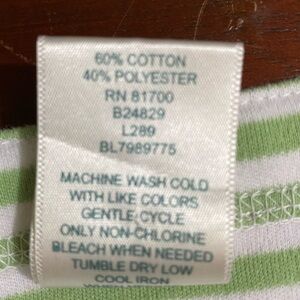 60% COTTON
40% POLYESTER
RN 81700
B24829
L289
BL7989775
MACHINE WASH COLD
WITH LIKE COLORS
GENTLE CYCLE
ONLY NON-CHLORINE
BLEACH WHEN NEEDED
TUMBLE DRY LOW
COOL IRON